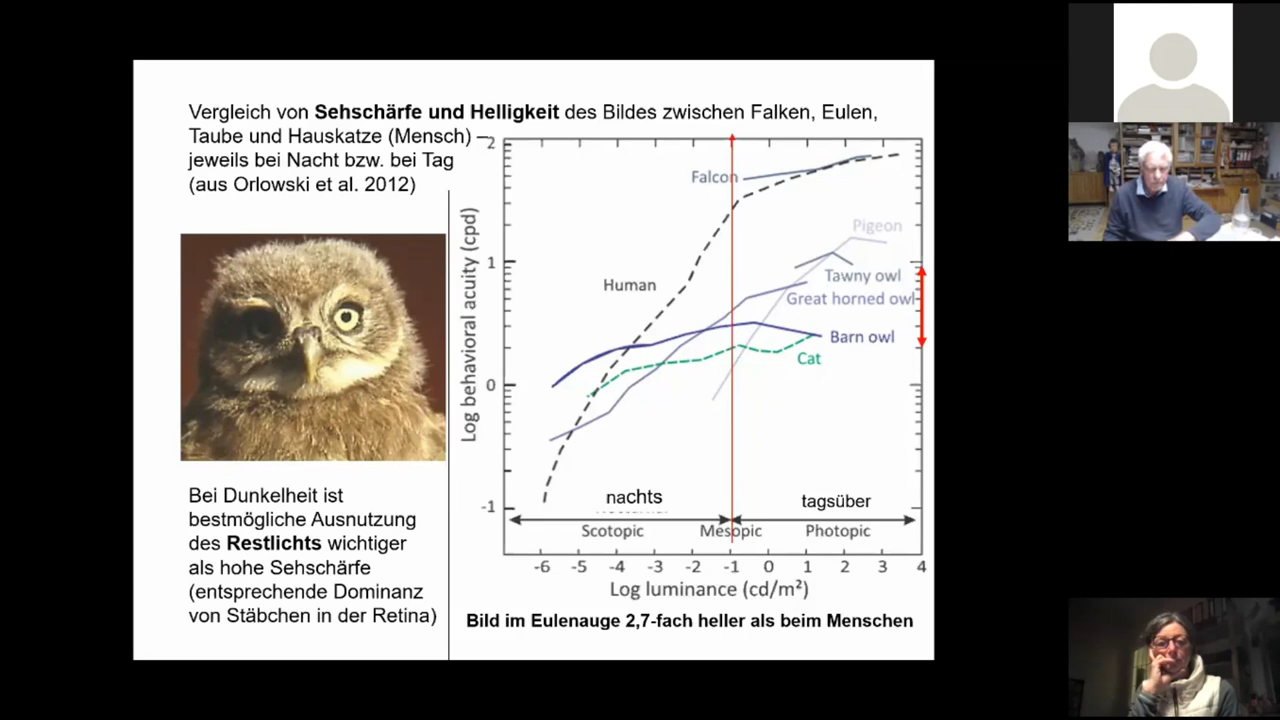 Vergleich von Sehschärfe und Helligkeit des Bildes zwischen Falken, Eulen,
Taube und Hauskatze (Mensch) –
jeweils bei Nacht bzw. bei Tag
(aus Orlowski et al. 2012)
Bei Dunkelheit ist
bestmögliche Ausnutzung
des Restlichts wichtiger
als hohe Sehschärfe
(entsprechende Dominanz
von Stäbchen in der Retina)
Log behavioral acuity (cpd)
2
1
0
-1
Falcon
Pigeon
Tawny owl
Human
Great horned owl
Barn owl
Cat
nachts
tagsüber
Scotopic
Mesopic
Photopic
-6 -5 -4 -3 -2 -1 0 1 2 3 4
Log luminance (cd/m²)
Bild im Eulenauge 2,7-fach heller als beim Menschen